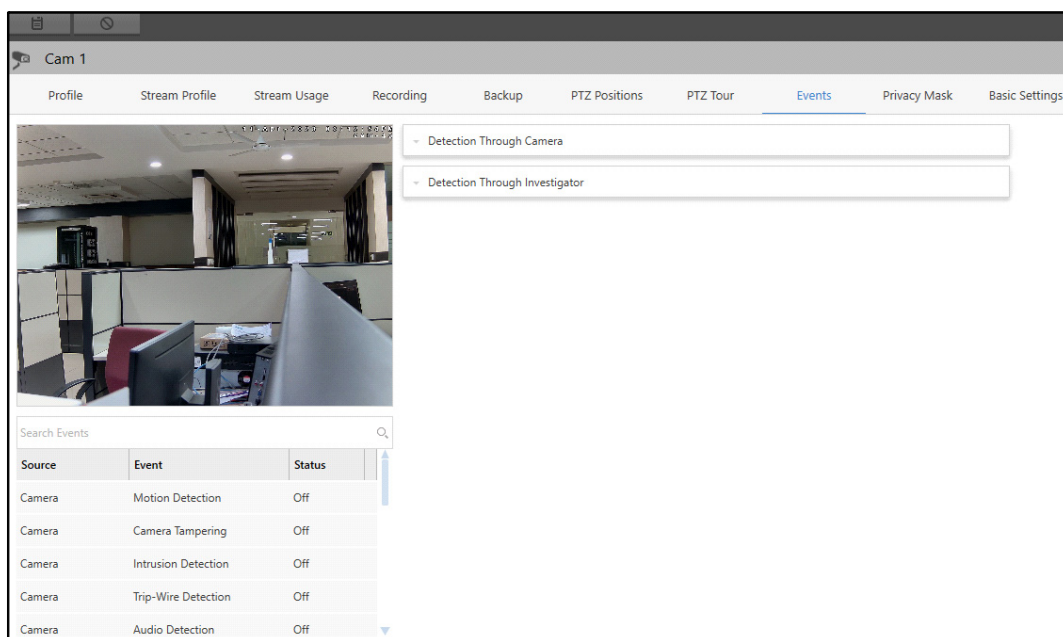 Cam 1
Profile Stream Profile Stream Usage Recording Backup PTZ Positions PTZ Tour Events Privacy Mask Basic Settings
Detection Through Camera
Detection Through Investigator
Search Events
Source Event Status
Camera Motion Detection Off
Camera Camera Tampering Off
Camera Intrusion Detection Off
Camera Trip-Wire Detection Off
Camera Audio Detection Off